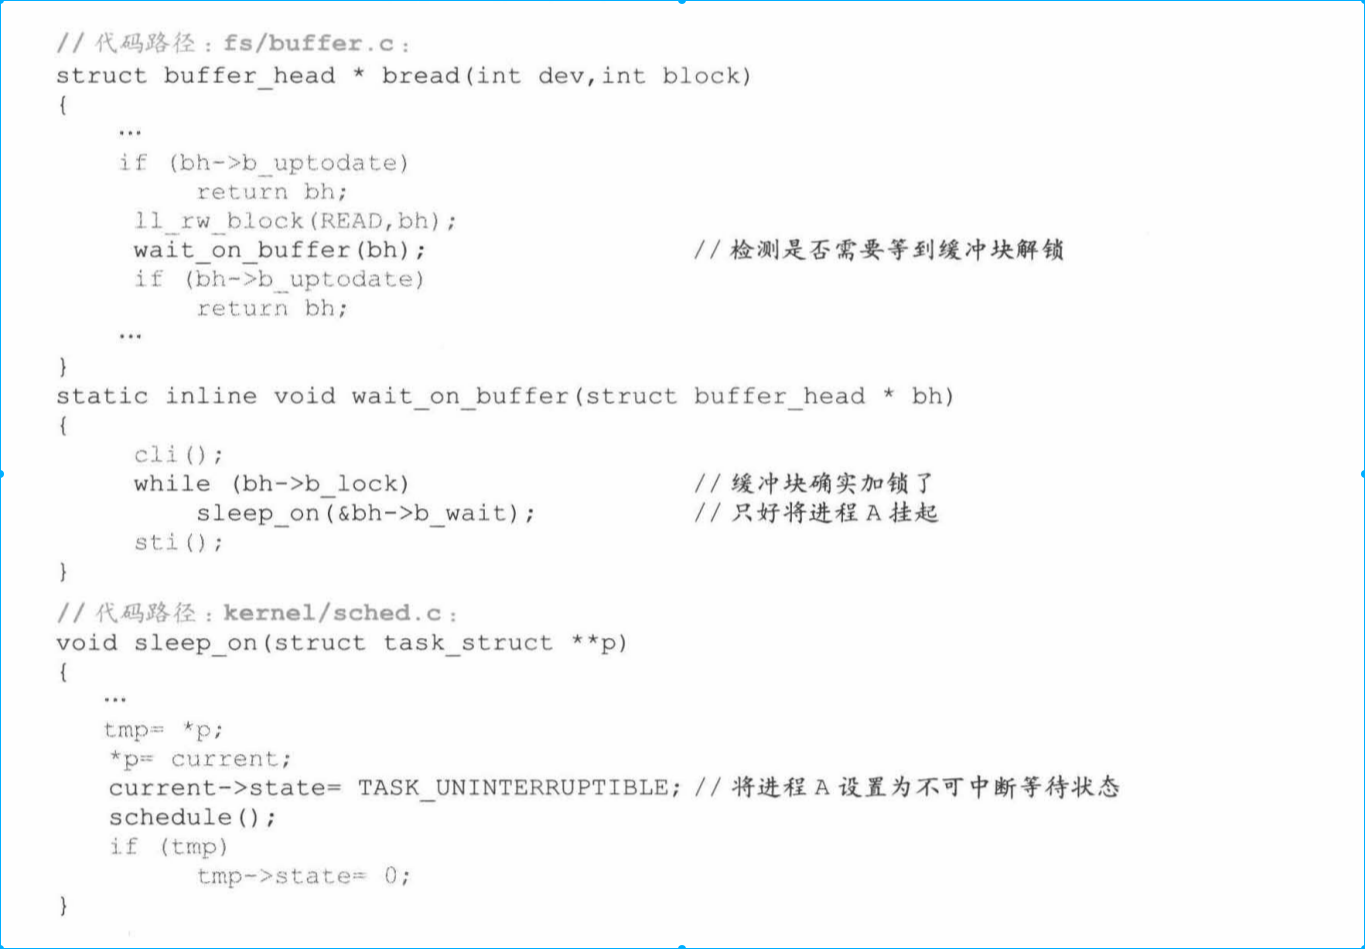 // 代码路径：fs/buffer.c：
struct buffer_head * bread(int dev,int block)
{
…
if (bh->b_uptodate)
return bh;
ll_rw_block(READ,bh);
wait_on_buffer(bh); // 检测是否需要等到缓冲块解锁
if (bh->b_uptodate)
return bh;
…
}
static inline void wait_on_buffer(struct buffer_head * bh)
{
cli();
while (bh->b_lock) // 缓冲块确实加锁了
sleep_on(&bh->b_wait); // 只好将进程 A 挂起
sti();
}
// 代码路径：kernel/sched.c：
void sleep_on(struct task_struct **p)
{
…
tmp= *p;
*p= current;
current->state= TASK_UNINTERRUPTIBLE; // 将进程 A 设置为不可中断等待状态
schedule();
if (tmp)
tmp->state= 0;
}